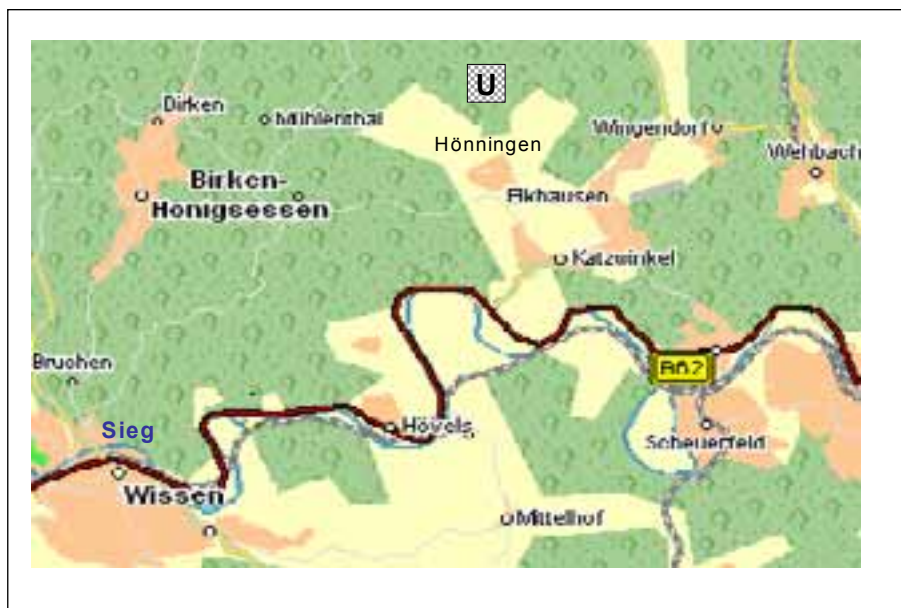 U
Dirken
Mühlenthal
Hönningen
Wingendorf
Wehbach
Birken-
Honigsessen
Elkhausen
Katzwinkel
B62
Bruchen
Sieg
Hövels
Scheuerfeld
Wissen
Mittelhof